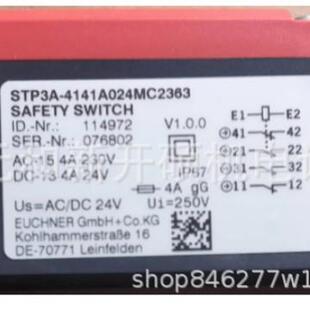 STP3A-4141A024MC2363
SAFETY SWITCH
ID.-Nr.: 114972 V1.0.0
SER.-Nr.: 076802
AC-15 4A 230V
DC-13 4A 24V IP67
4A gG
Us=AC/DC 24V Ui=250V
EUCHNER GmbH+Co.KG
Kohlhammerstraße 16
DE-70771 Leinfelden
E1 E2
41 42
21 22
31 32
11 12
shop846277w1